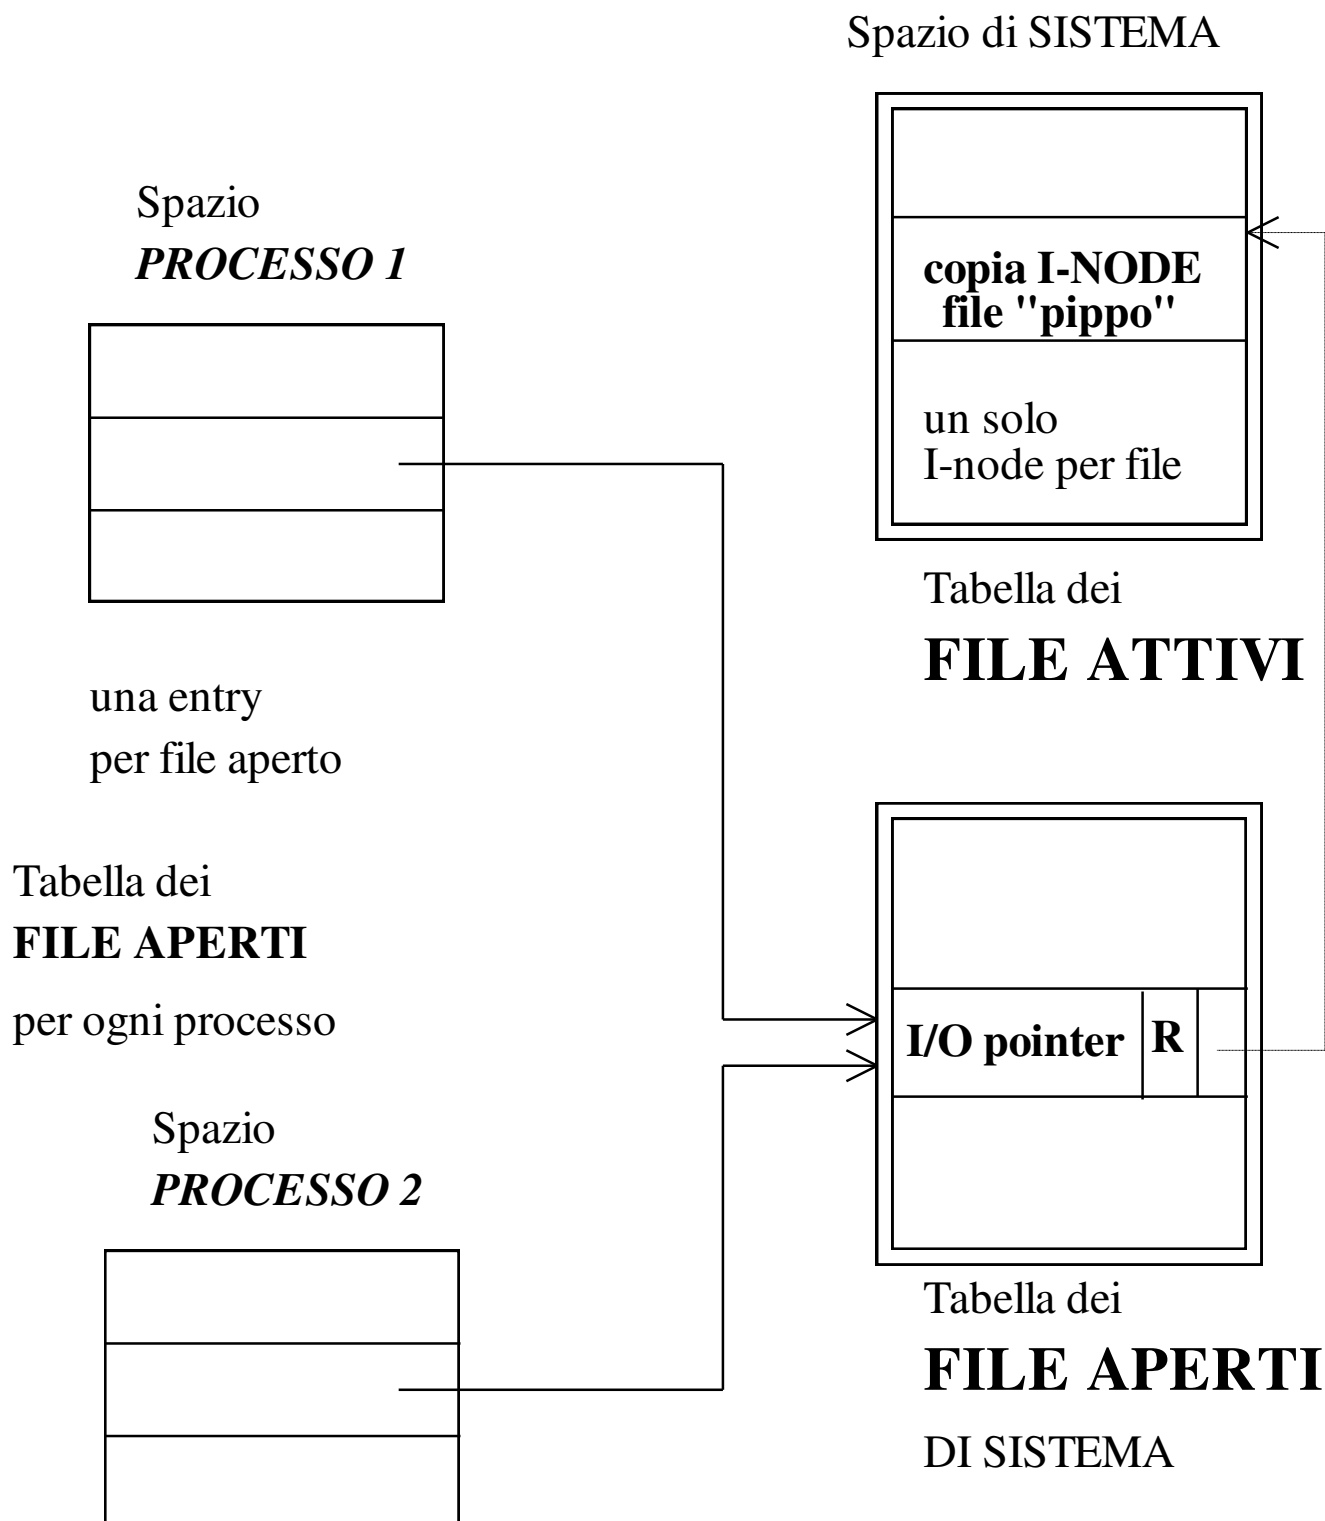 Spazio di SISTEMA
Spazio
PROCESSO 1
copia I-NODE
file "pippo"
un solo
I-node per file
Tabella dei
FILE ATTIVI
una entry
per file aperto
Tabella dei
FILE APERTI
per ogni processo
I/O pointer R
Spazio
PROCESSO 2
Tabella dei
FILE APERTI
DI SISTEMA